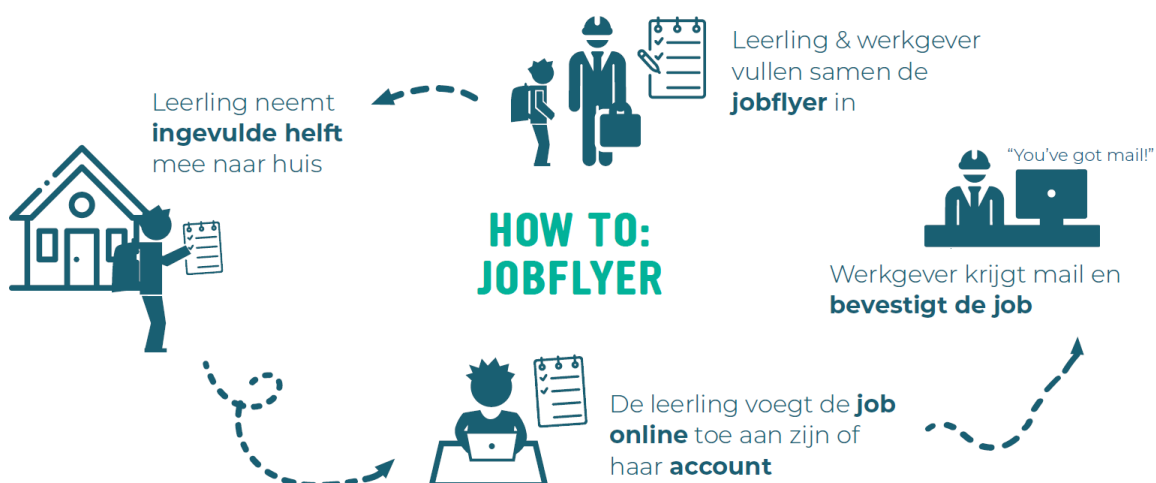 Leerling & werkgever
vullen samen de
jobflyer in
Leerling neemt
ingevulde helft
mee naar huis
"You've got mail!"
HOW TO:
JOBFLYER
Werkgever krijgt mail en
bevestigt de job
De leerling voegt de job
online toe aan zijn of
haar account